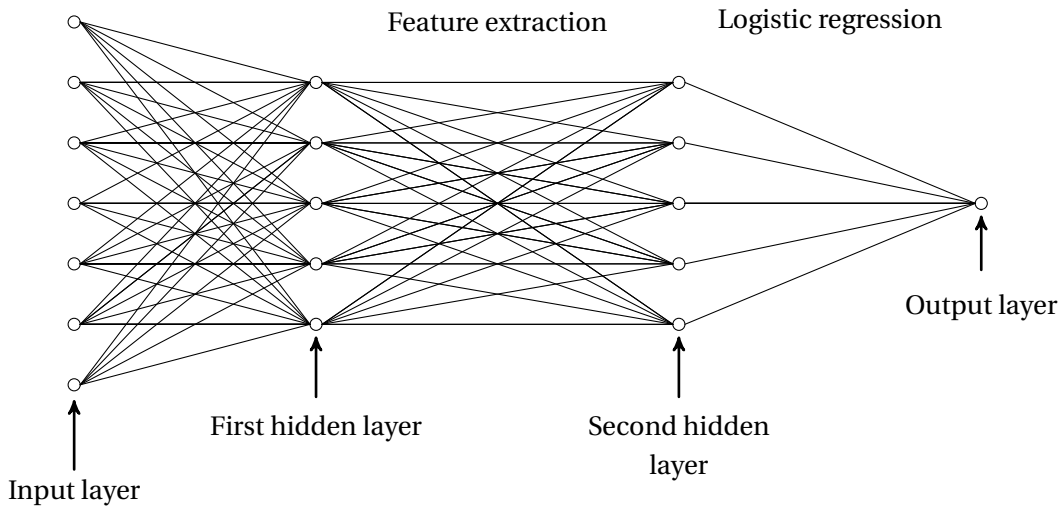 Feature extraction
Logistic regression
Output layer
First hidden layer
Second hidden
layer
Input layer